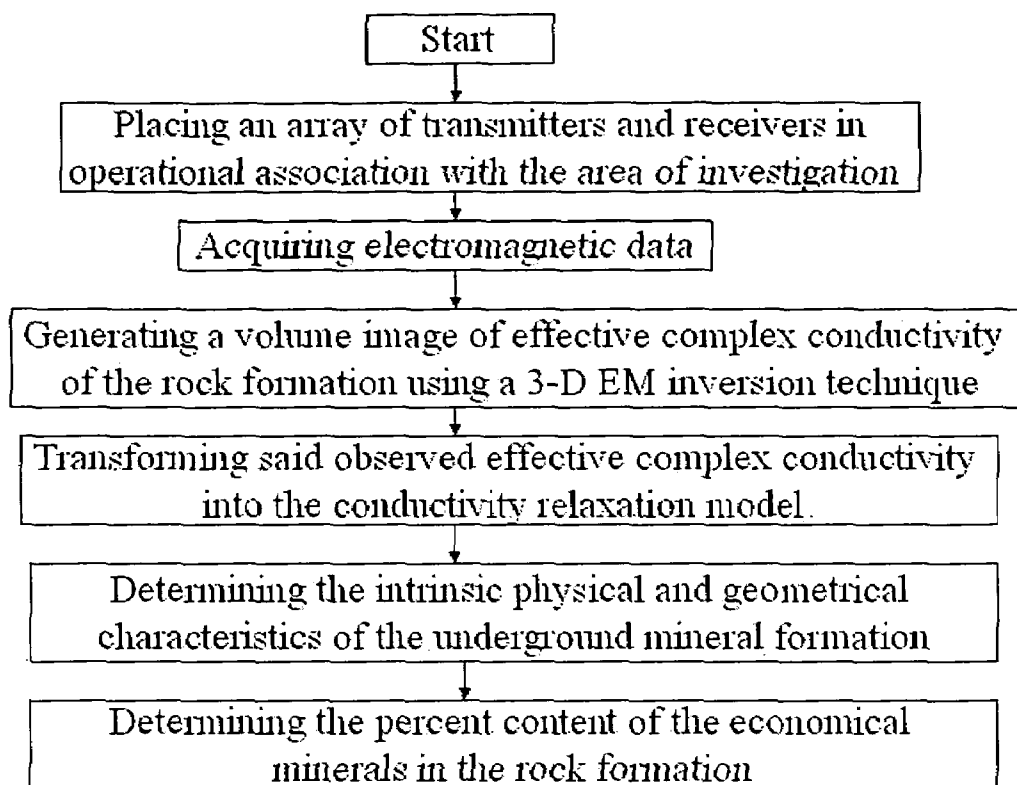 Start
Placing an array of transmitters and receivers in
operational association with the area of investigation
Acquiring electromagnetic data
Generating a volume image of effective complex conductivity
of the rock formation using a 3-D EM inversion technique
Transforming said observed effective complex conductivity
into the conductivity relaxation model.
Determining the intrinsic physical and geometrical
characteristics of the underground mineral formation
Determining the percent content of the economical
minerals in the rock formation